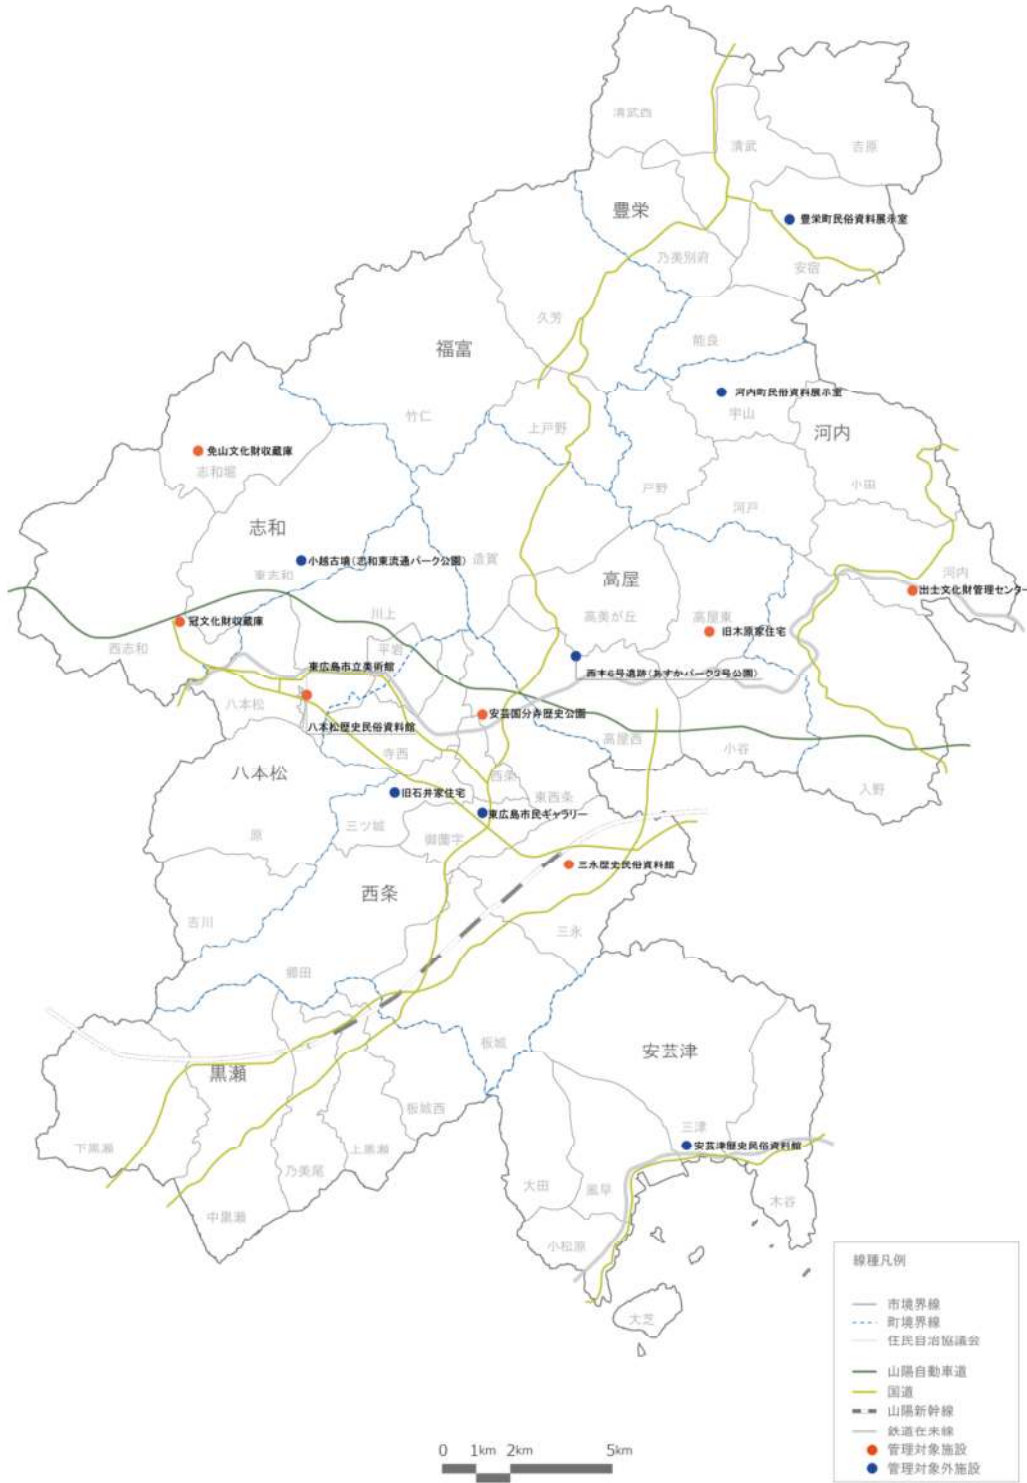 清武西
清武
吉原
豊栄
豊栄町民俗資料展示室
乃美別府
安宿
久芳
能良
福富
河内町民俗資料展示室
竹仁
宇山
上戸野
河内
免山文化財収蔵庫
志和堀
戸野
小田
河戸
志和
小越古墳(志和東流通パーク公園)
造賀
東志和
高屋
河内
出土文化財管理センター
川上
高美が丘
高屋東
冠文化財収蔵庫
旧木原家住宅
西志和
平岩
東広島市立美術館
西本6号遺跡(あすかパーク2号公園)
八本松
安芸国分寺歴史公園
八本松歴史民俗資料館
高屋西
小谷
寺西
八本松
西条
入野
旧石井家住宅
東西条
東広島市民ギャラリー
三ツ城
原
御薗宇
三永歴史民俗資料館
西条
吉川
三永
郷田
板城
安芸津
黒瀬
板城西
三津
下黒瀬
上黒瀬
安芸津歴史民俗資料館
乃美尾
大田
風早
木谷
中黒瀬
小松原
大芝
線種凡例
市境界線
町境界線
住民自治協議会
山陽自動車道
国道
山陽新幹線
鉄道在来線
管理対象施設
管理対象外施設
0 1km 2km 5km